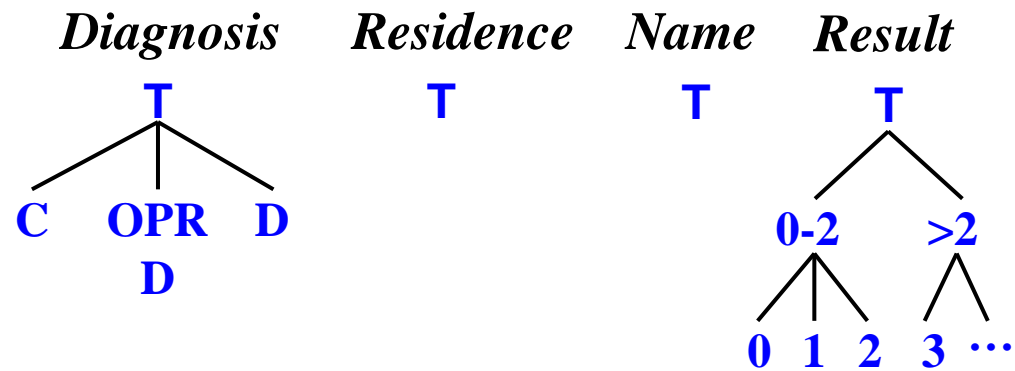 Diagnosis Residence Name Result
T T T T
C OPR D
D
0-2 >2
0 1 2 3 ...